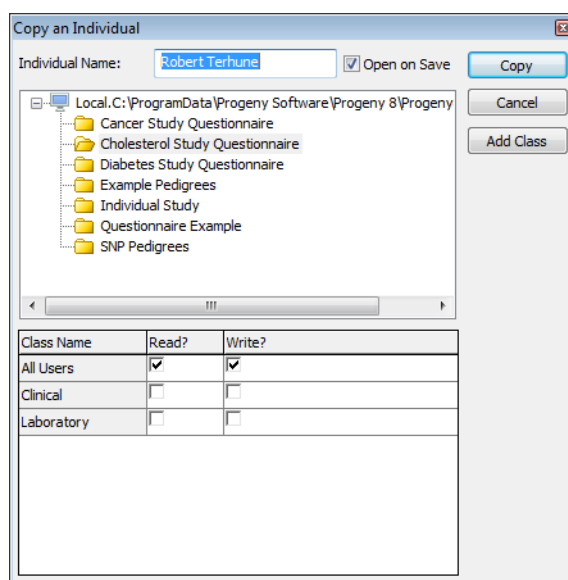 Copy an Individual
Individual Name: Robert Terhune Open on Save Copy
Local.C:\ProgramData\Progeny Software\Progeny 8\Progeny Cancel
Cancer Study Questionnaire
Cholesterol Study Questionnaire Add Class
Diabetes Study Questionnaire
Example Pedigrees
Individual Study
Questionnaire Example
SNP Pedigrees
Class Name Read? Write?
All Users
Clinical
Laboratory